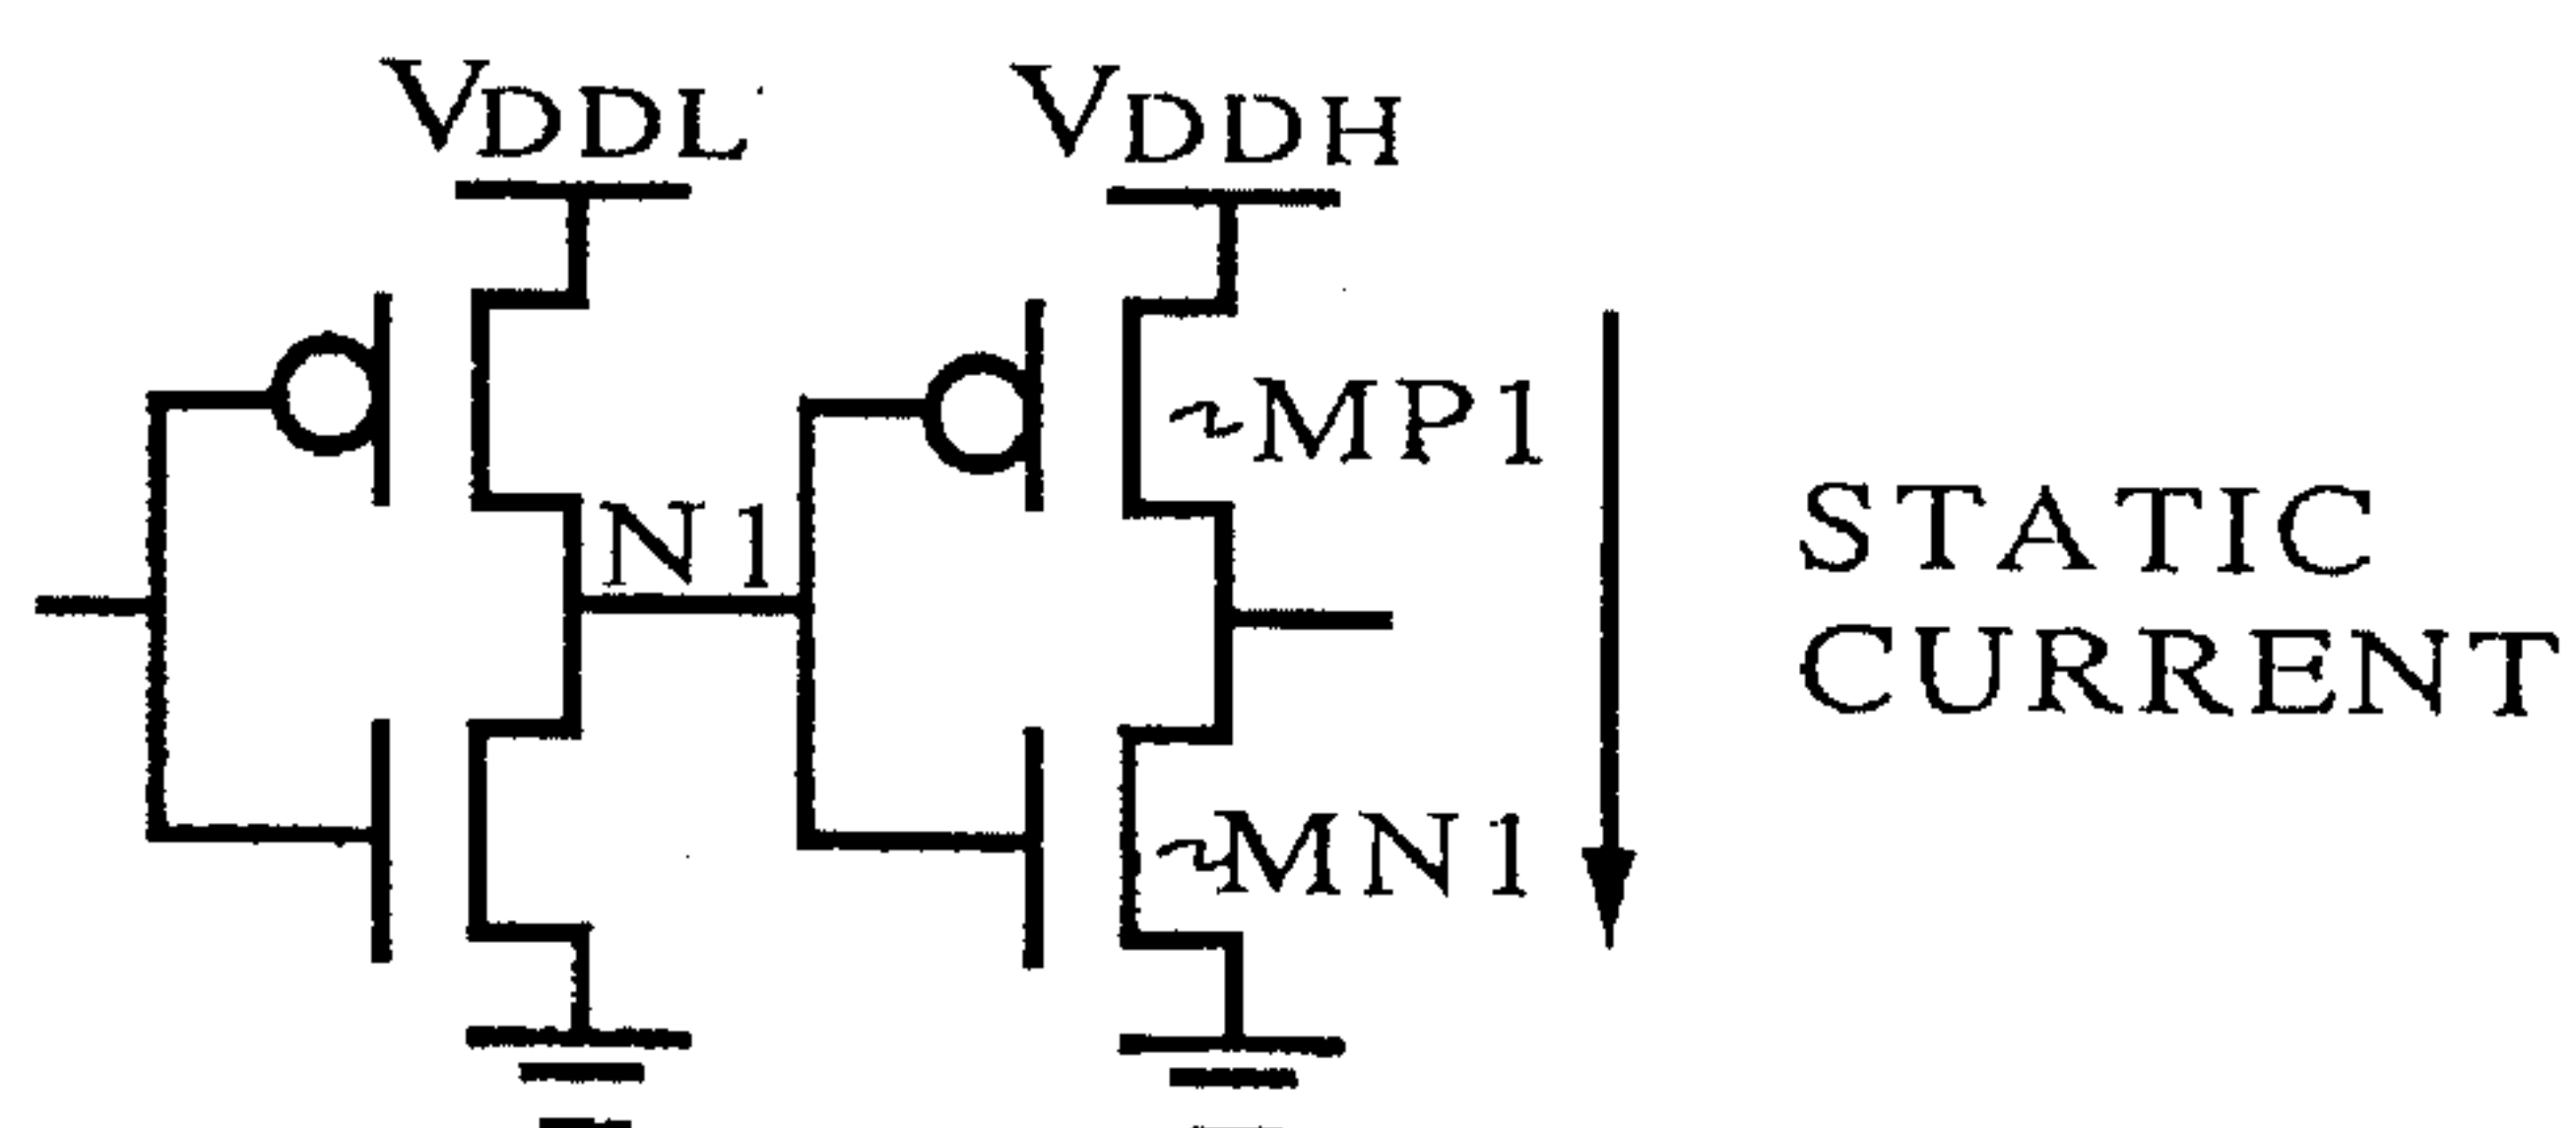 VDDL
VDDH
MP1
N1
STATIC
CURRENT
MN1